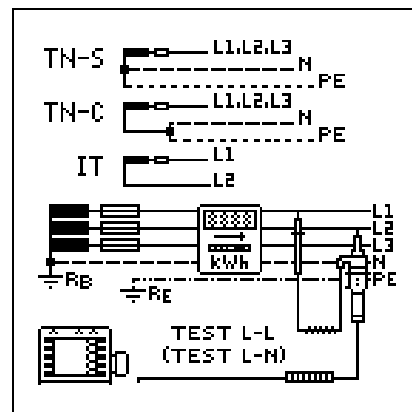 TN-S L1,L2,L3
N
PE
TN-C L1,L2,L3
N
PE
IT L1
L2
8888
kWh
L1
L2
L3
N
PE
RB
RE
TEST L-L
(TEST L-N)